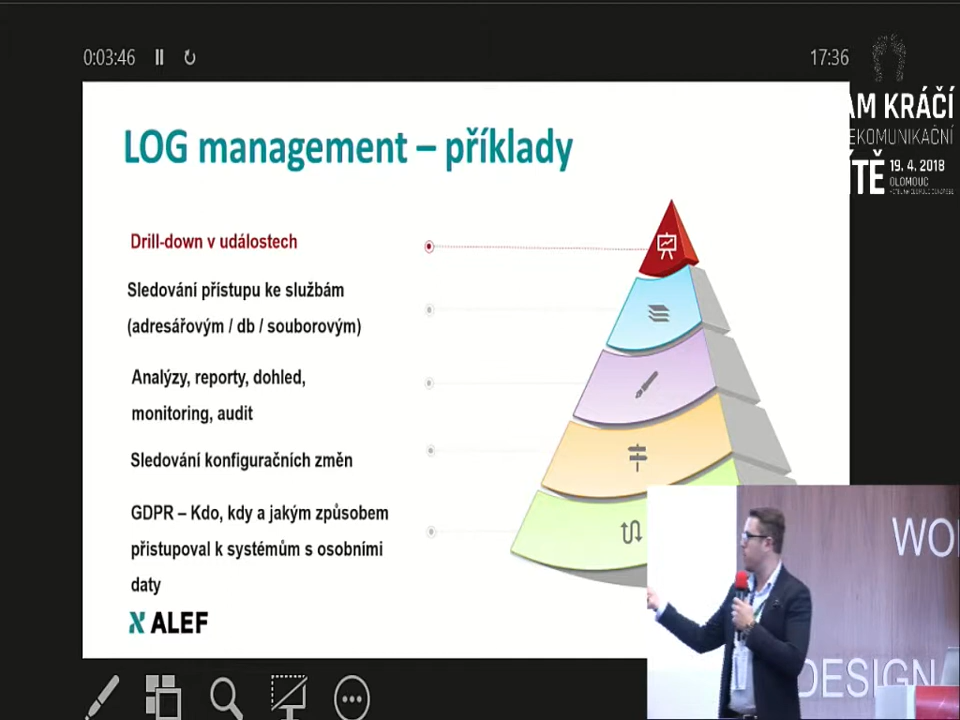 0:03:46
17:36
AM KRÁČÍ
EKOMUNIKAČNÍ
ÍTĚ 19. 4. 2018
OLOMOUC
LOG management – příklady
Drill-down v událostech
Sledování přístupu ke službám
(adresářovým / db / souborovým)
Analýzy, reporty, dohled,
monitoring, audit
Sledování konfiguračních změn
GDPR – Kdo, kdy a jakým způsobem
přistupoval k systémům s osobními
daty
ALEF
WO
DESIGN